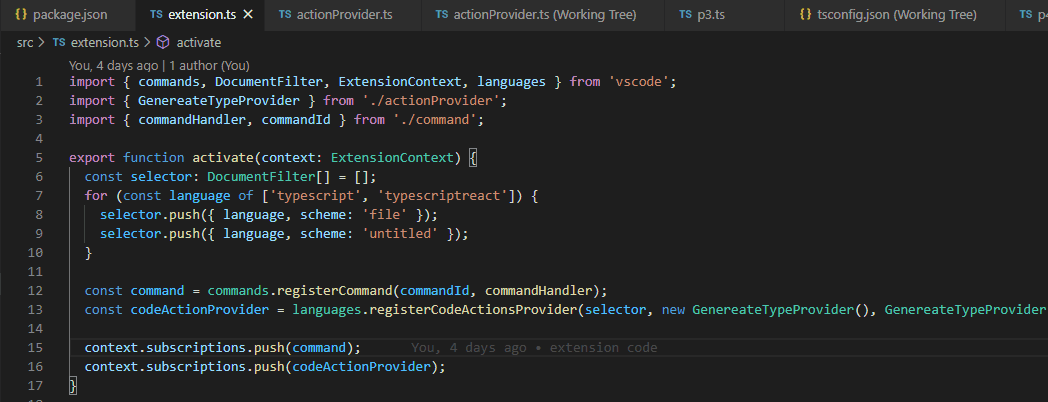 {} package.json TS extension.ts × TS actionProvider.ts TS actionProvider.ts (Working Tree) TS p3.ts {} tsconfig.json (Working Tree) TS p4
src > TS extension.ts > activate
You, 4 days ago | 1 author (You)
1 import { commands, DocumentFilter, ExtensionContext, languages } from 'vscode';
2 import { GenereateTypeProvider } from './actionProvider';
3 import { commandHandler, commandId } from './command';
4
5 export function activate(context: ExtensionContext) {
6 const selector: DocumentFilter[] = [];
7 for (const language of ['typescript', 'typescriptreact']) {
8 selector.push({ language, scheme: 'file' });
9 selector.push({ language, scheme: 'untitled' });
10 }
11
12 const command = commands.registerCommand(commandId, commandHandler);
13 const codeActionProvider = languages.registerCodeActionsProvider(selector, new GenereateTypeProvider(), GenereateTypeProvider
14
15 context.subscriptions.push(command); You, 4 days ago • extension code
16 context.subscriptions.push(codeActionProvider);
17 }